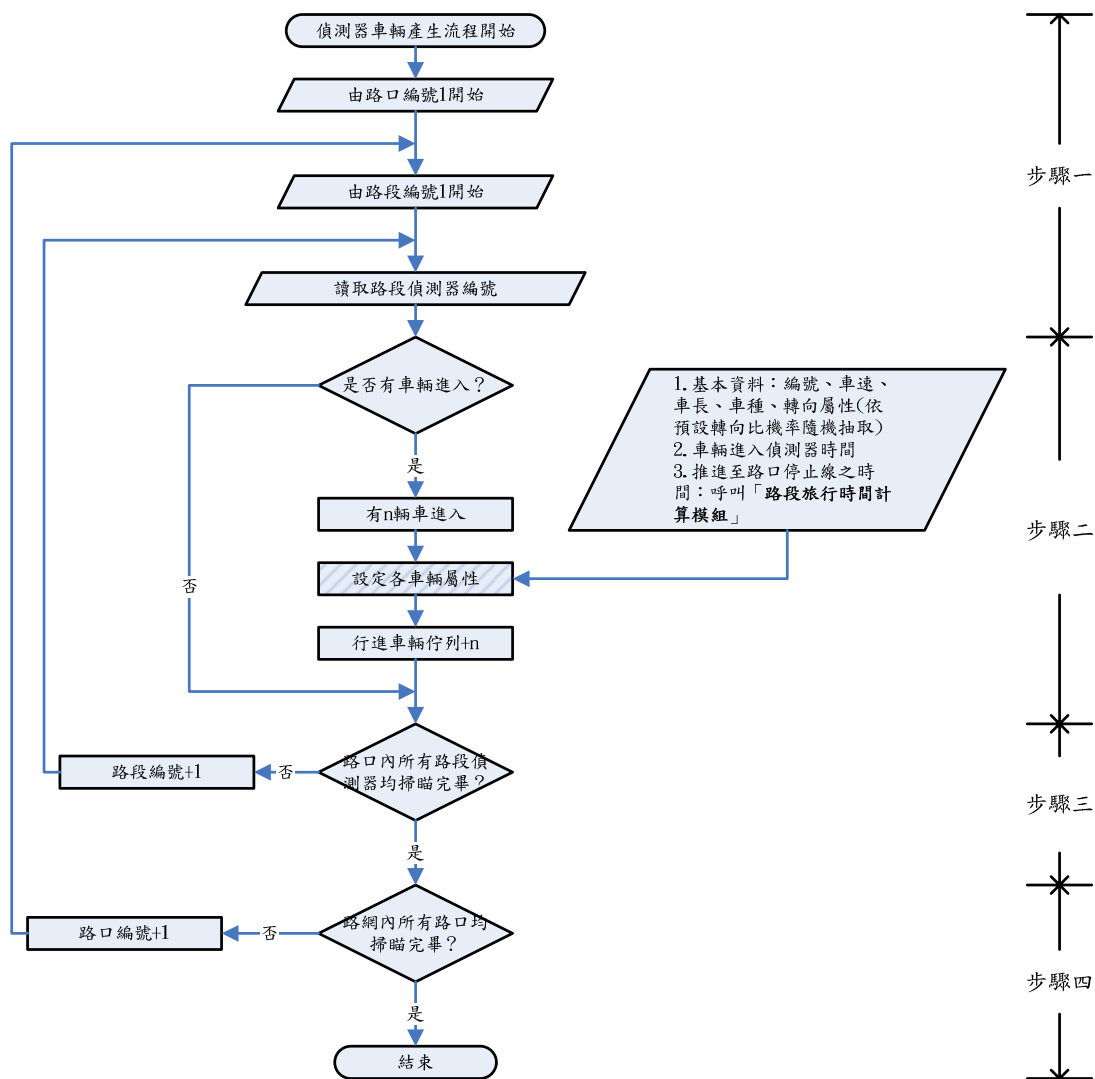 偵測器車輛產生流程開始
由路口編號1開始
由路段編號1開始
步驟一
讀取路段偵測器編號
是否有車輛進入？
1.基本資料：編號、車速、
車長、車種、轉向屬性(依
預設轉向比機率隨機抽取)
2.車輛進入偵測器時間
3.推進至路口停止線之時
間：呼叫「路段旅行時間計
算模組」
是
有n輛車進入
步驟二
設定各車輛屬性
否
行進車輛佇列+n
路口內所有路段偵
測器均掃瞄完畢？
否
路段編號+1
步驟三
是
路網內所有路口均
掃瞄完畢？
否
路口編號+1
步驟四
是
結束